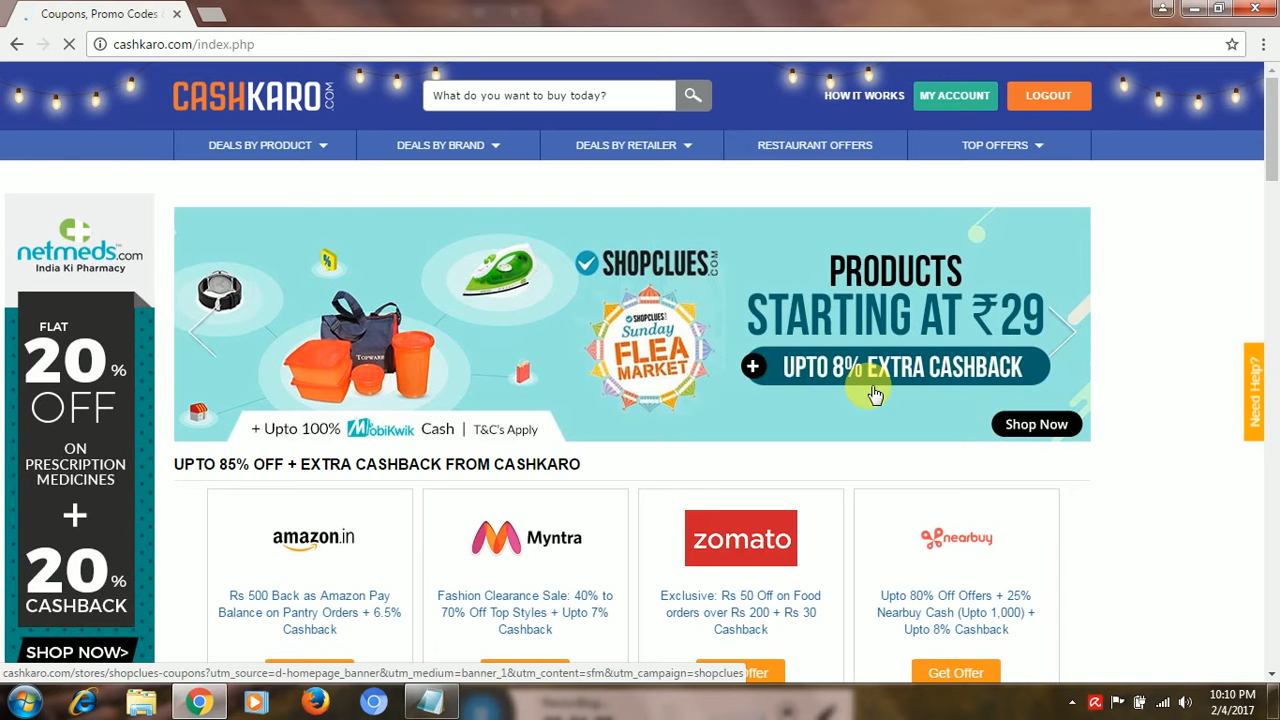 Coupons, Promo Codes &
cashkaro.com/index.php
CASHKARO.COM
What do you want to buy today?
HOW IT WORKS
MY ACCOUNT
LOGOUT
DEALS BY PRODUCT
DEALS BY BRAND
DEALS BY RETAILER
RESTAURANT OFFERS
TOP OFFERS
netmeds.com
India Ki Pharmacy
FLAT
20%
OFF
ON
PRESCRIPTION
MEDICINES
+
20%
CASHBACK
SHOP NOW>
TOPWARE
SHOPCLUES.COM
SHOPCLUES
Sunday
FLEA
MARKET
PRODUCTS
STARTING AT ₹29
+ UPTO 8% EXTRA CASHBACK
+ Upto 100% MobiKwik Cash | T&C's Apply
Shop Now
Need Help?
UPTO 85% OFF + EXTRA CASHBACK FROM CASHKARO
amazon.in
Rs 500 Back as Amazon Pay
Balance on Pantry Orders + 6.5%
Cashback
Myntra
Fashion Clearance Sale: 40% to
70% Off Top Styles + Upto 7%
Cashback
zomato
Exclusive: Rs 50 Off on Food
orders over Rs 200 + Rs 30
Cashback
nearbuy
Upto 80% Off Offers + 25%
Nearbuy Cash (Upto 1,000) +
Upto 8% Cashback
Offer
Get Offer
cashkaro.com/stores/shopclues-coupons?utm_source=d-homepage_banner&utm_medium=banner_1&utm_content=sfm&utm_campaign=shopclues
10:10 PM
2/4/2017